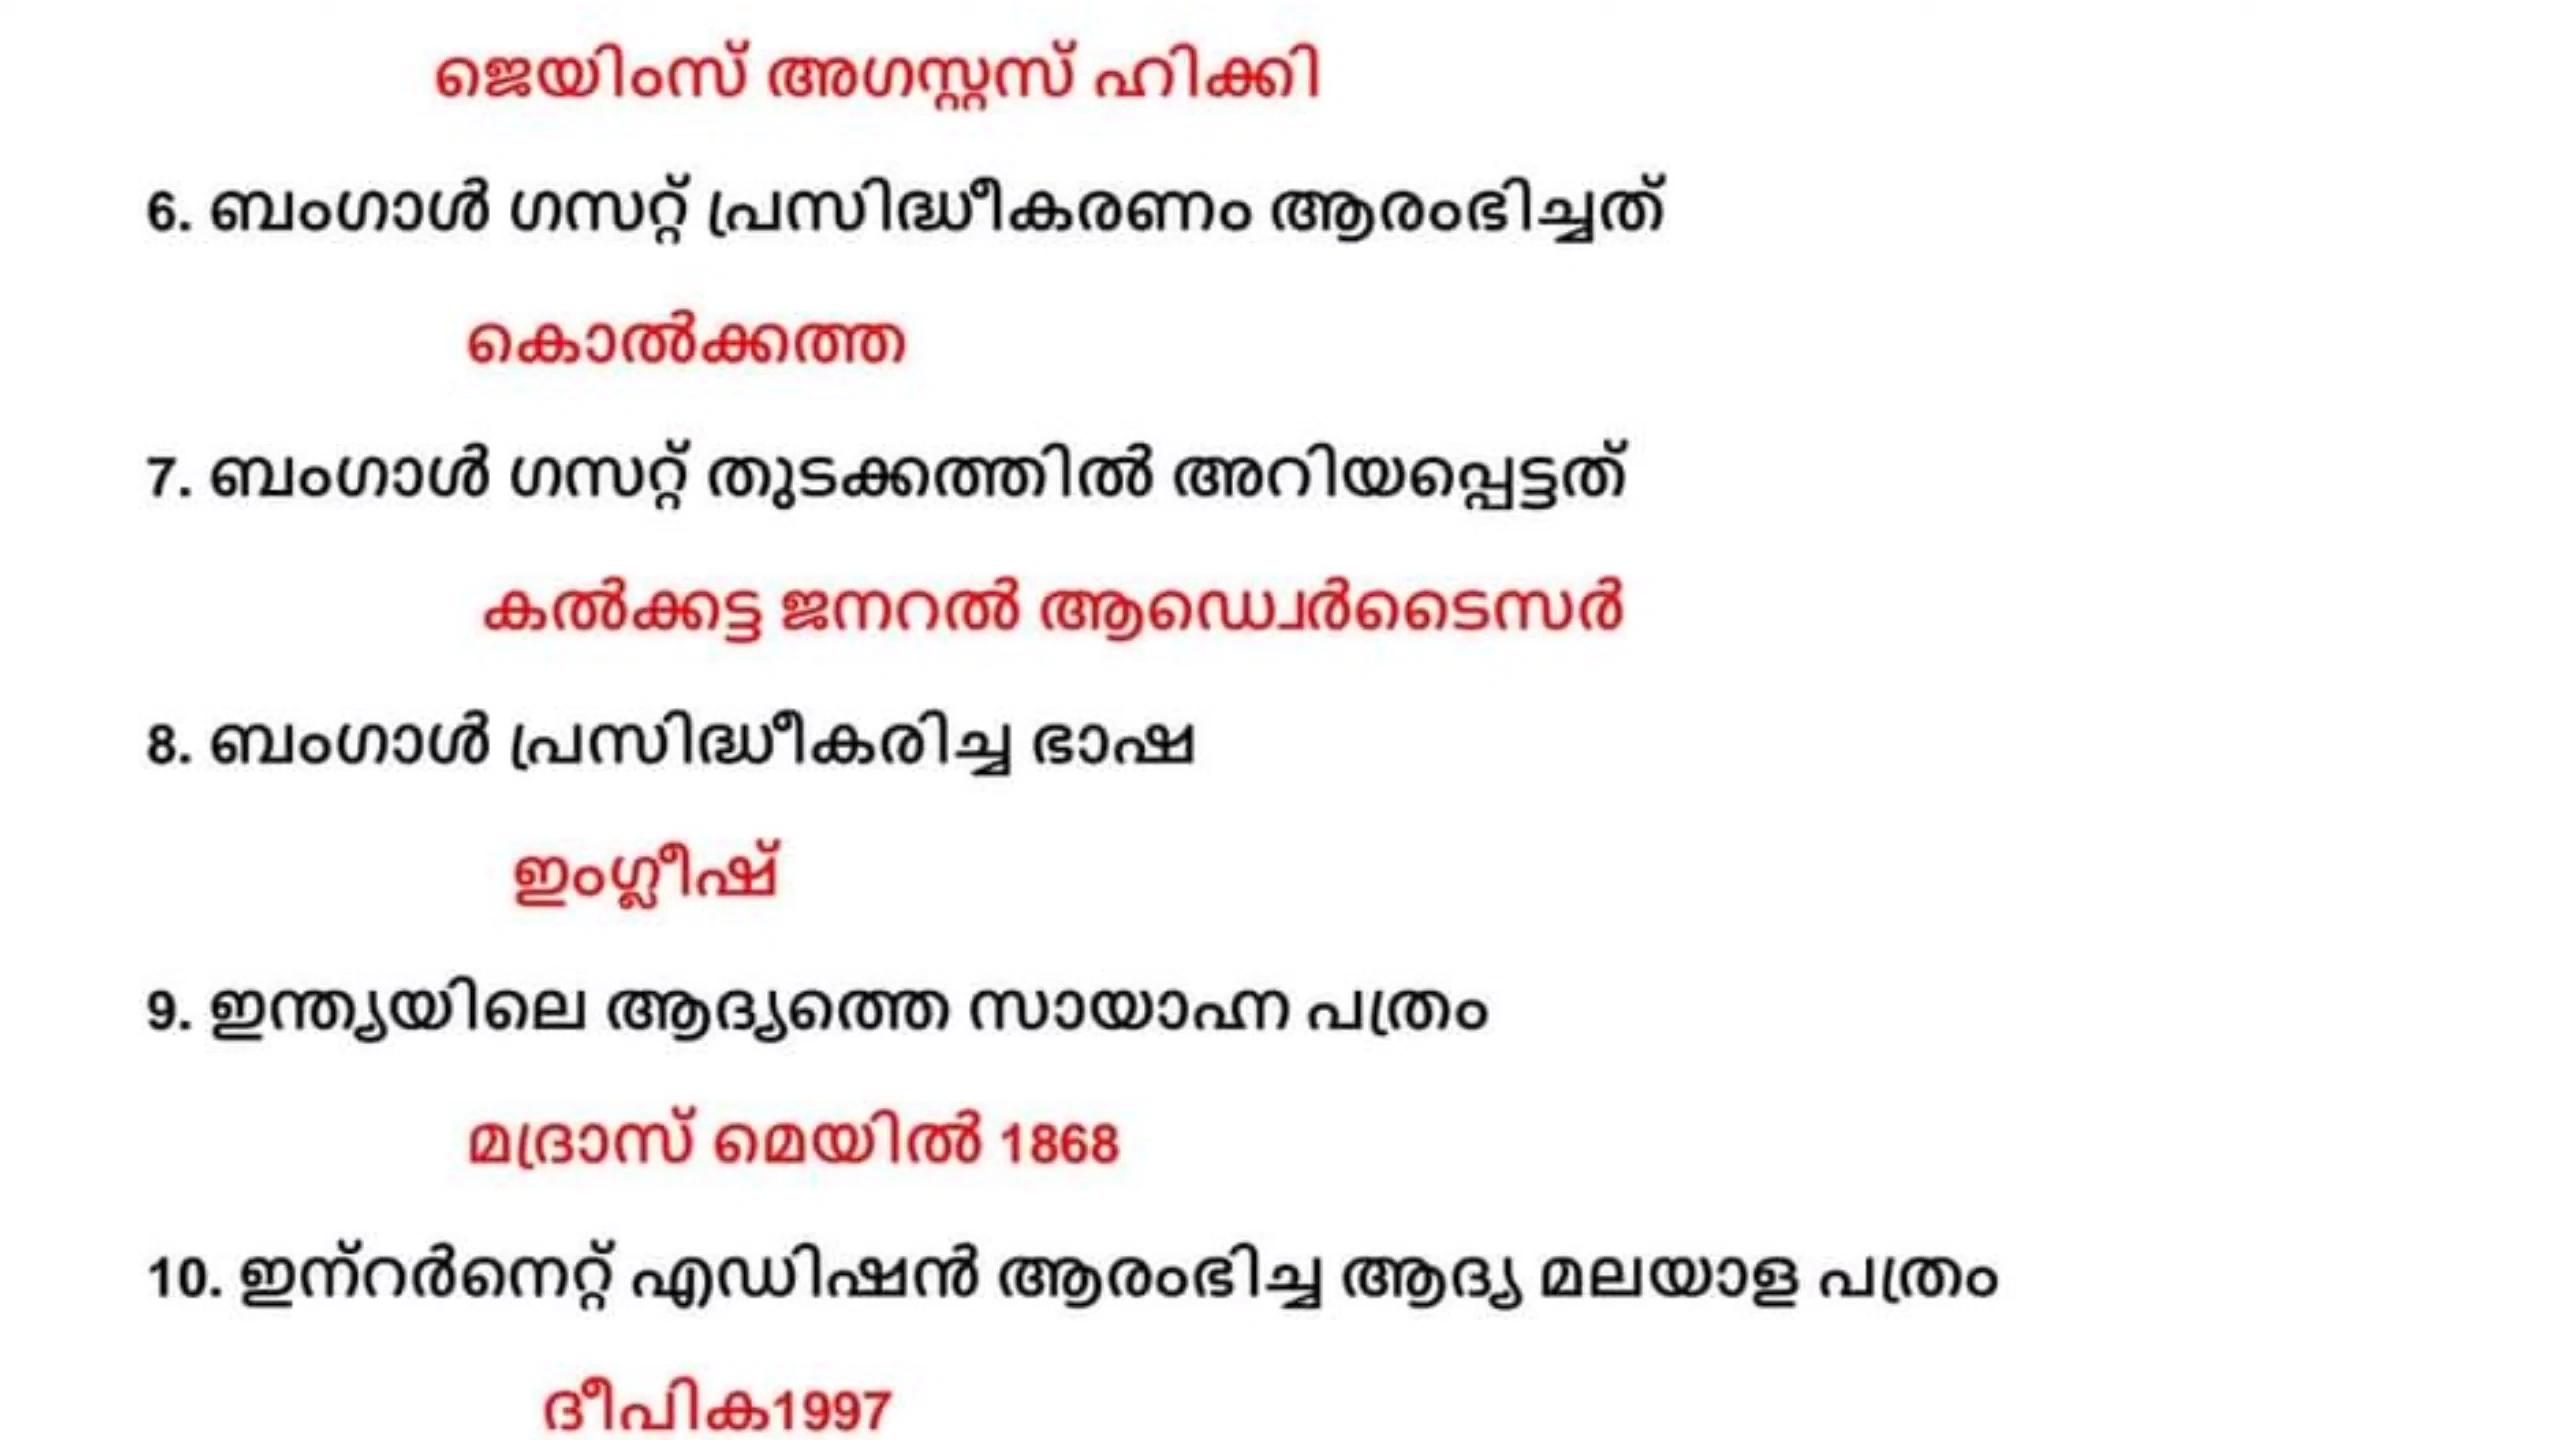 ജെയിംസ് അഗസ്റ്റസ് ഹിക്കി
6. ബംഗാൾ ഗസറ്റ് പ്രസിദ്ധീകരണം ആരംഭിച്ചത്
കൊൽക്കത്ത
7. ബംഗാൾ ഗസറ്റ് തുടക്കത്തിൽ അറിയപ്പെട്ടത്
കൽക്കട്ട ജനറൽ ആഡ്വെർടൈസർ
8. ബംഗാൾ പ്രസിദ്ധീകരിച്ച ഭാഷ
ഇംഗ്ലീഷ്
9. ഇന്ത്യയിലെ ആദ്യത്തെ സായാഹ്ന പത്രം
മദ്രാസ് മെയിൽ 1868
10. ഇന്റർനെറ്റ് എഡിഷൻ ആരംഭിച്ച ആദ്യ മലയാള പത്രം
ദീപിക1997